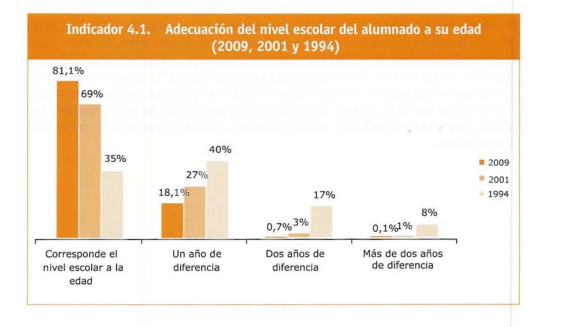 Indicador 4.1. Adecuación del nivel escolar del alumnado a su edad
(2009, 2001 y 1994)
81,1%
69%
35%
18,1%
27%
40%
0,7%
3%
17%
0,1%
1%
8%
2009
2001
1994
Corresponde el
nivel escolar a la
edad
Un año de
diferencia
Dos años de
diferencia
Más de dos años
de diferencia